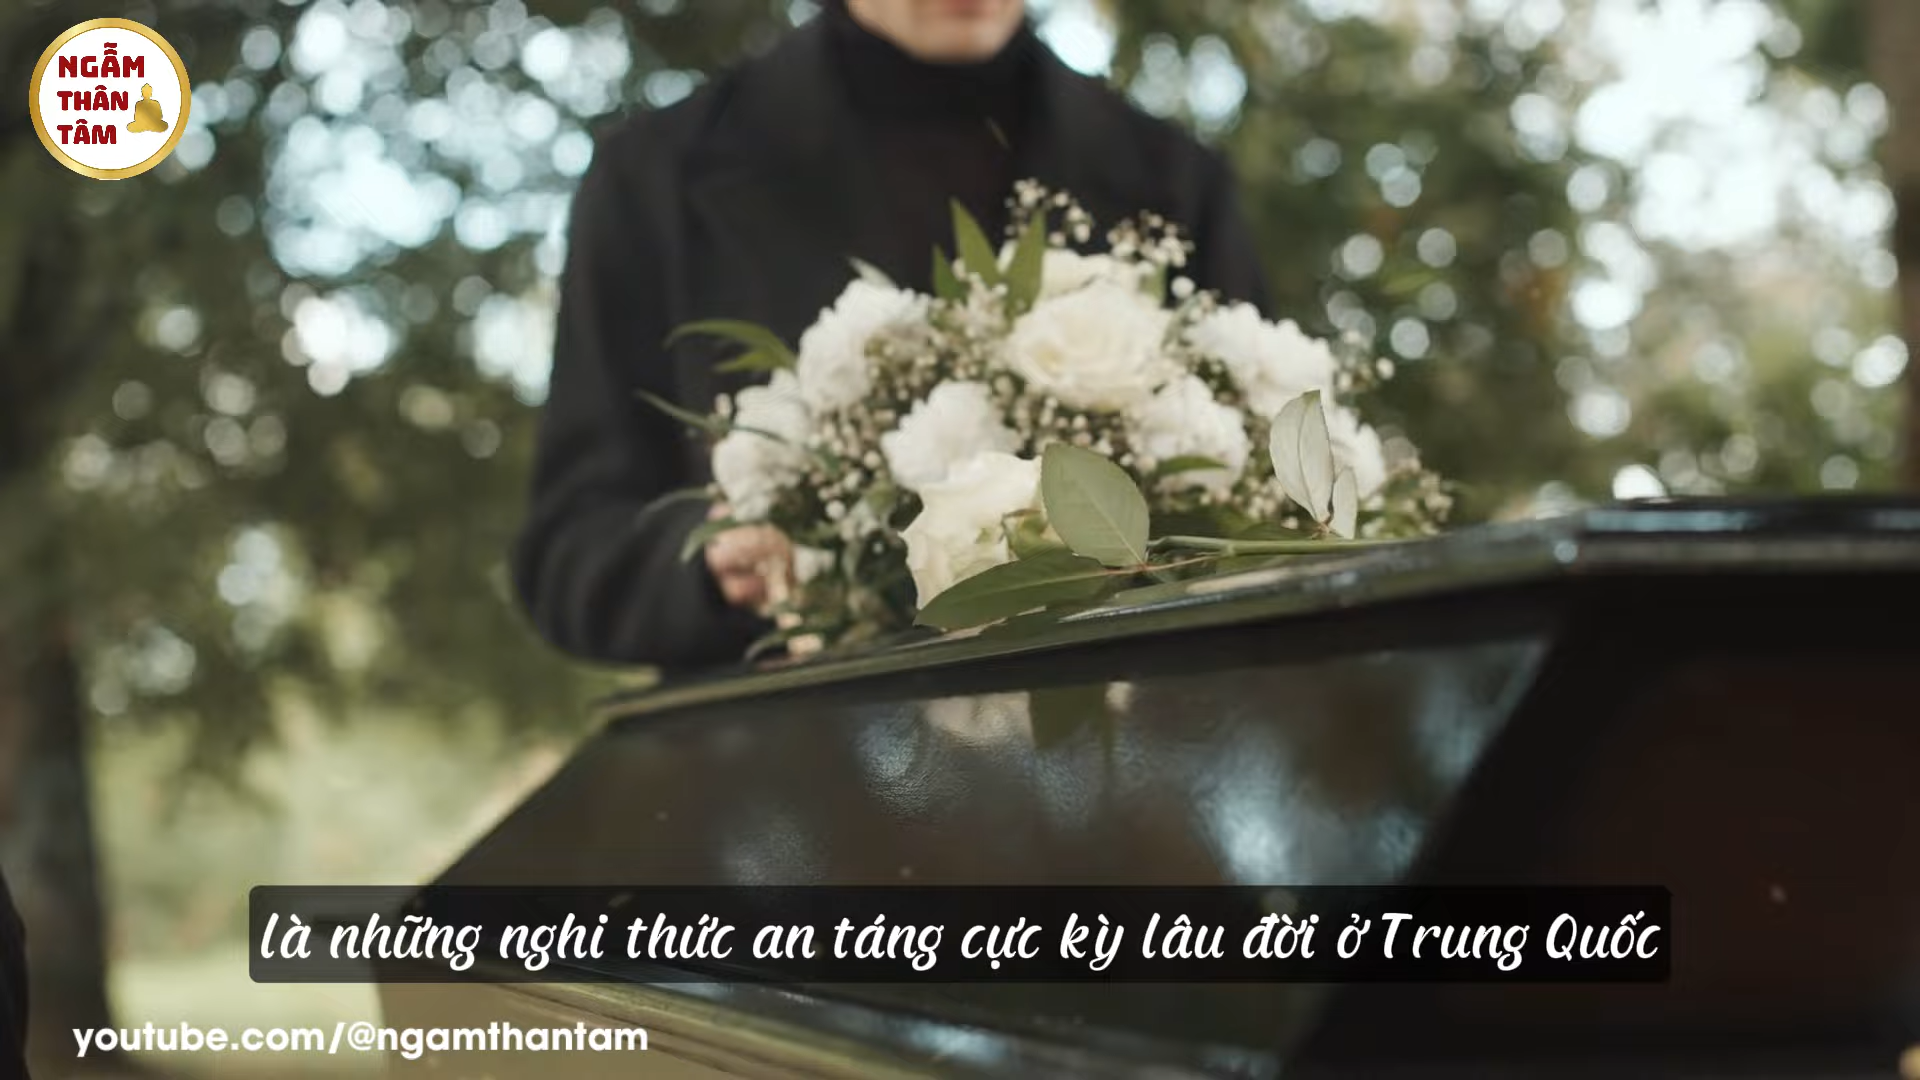 NGẪM
THÂN
TÂM
là những nghi thức an táng cực kỳ lâu đời ở Trung Quốc
youtube.com/@ngamthantam